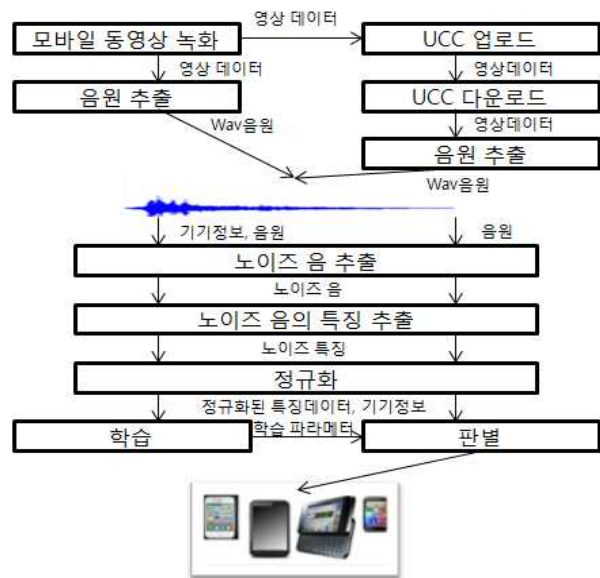 영상 데이터
모바일 동영상 녹화
UCC 업로드
영상 데이터
영상데이터
음원 추출
UCC 다운로드
Wav음원
영상데이터
음원 추출
Wav음원
기기정보, 음원
음원
노이즈 음 추출
노이즈 음
노이즈 음의 특징 추출
노이즈 특징
정규화
정규화된 특징데이터, 기기정보
학습
학습 파라메터
판별